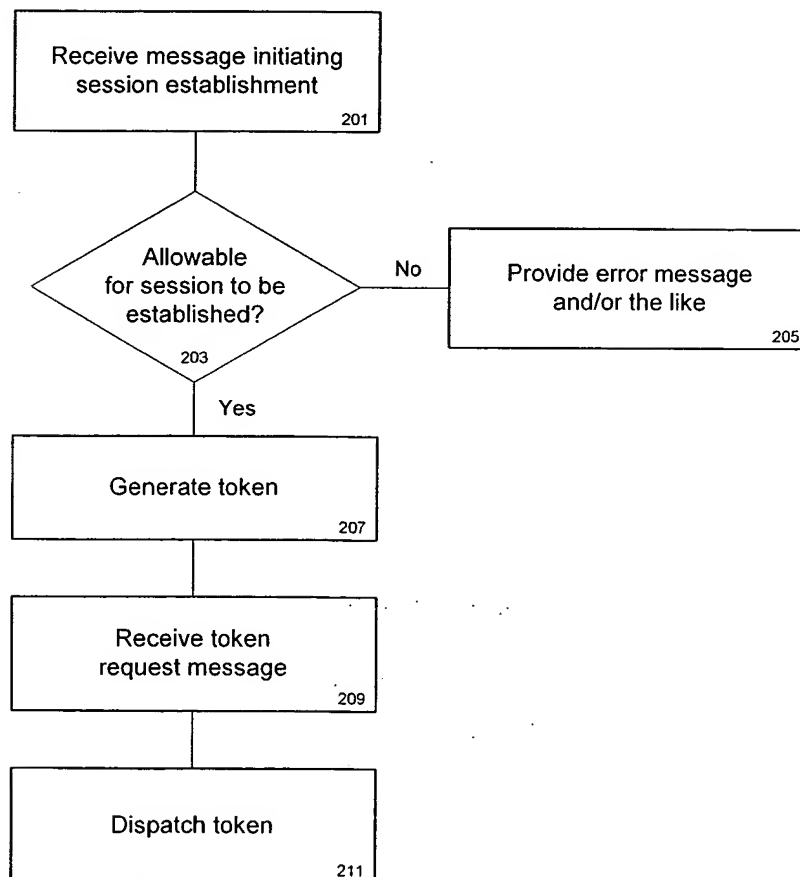 Receive message initiating
session establishment
201
Allowable
for session to be
established?
203
No
Provide error message
and/or the like
205
Yes
Generate token
207
Receive token
request message
209
Dispatch token
211